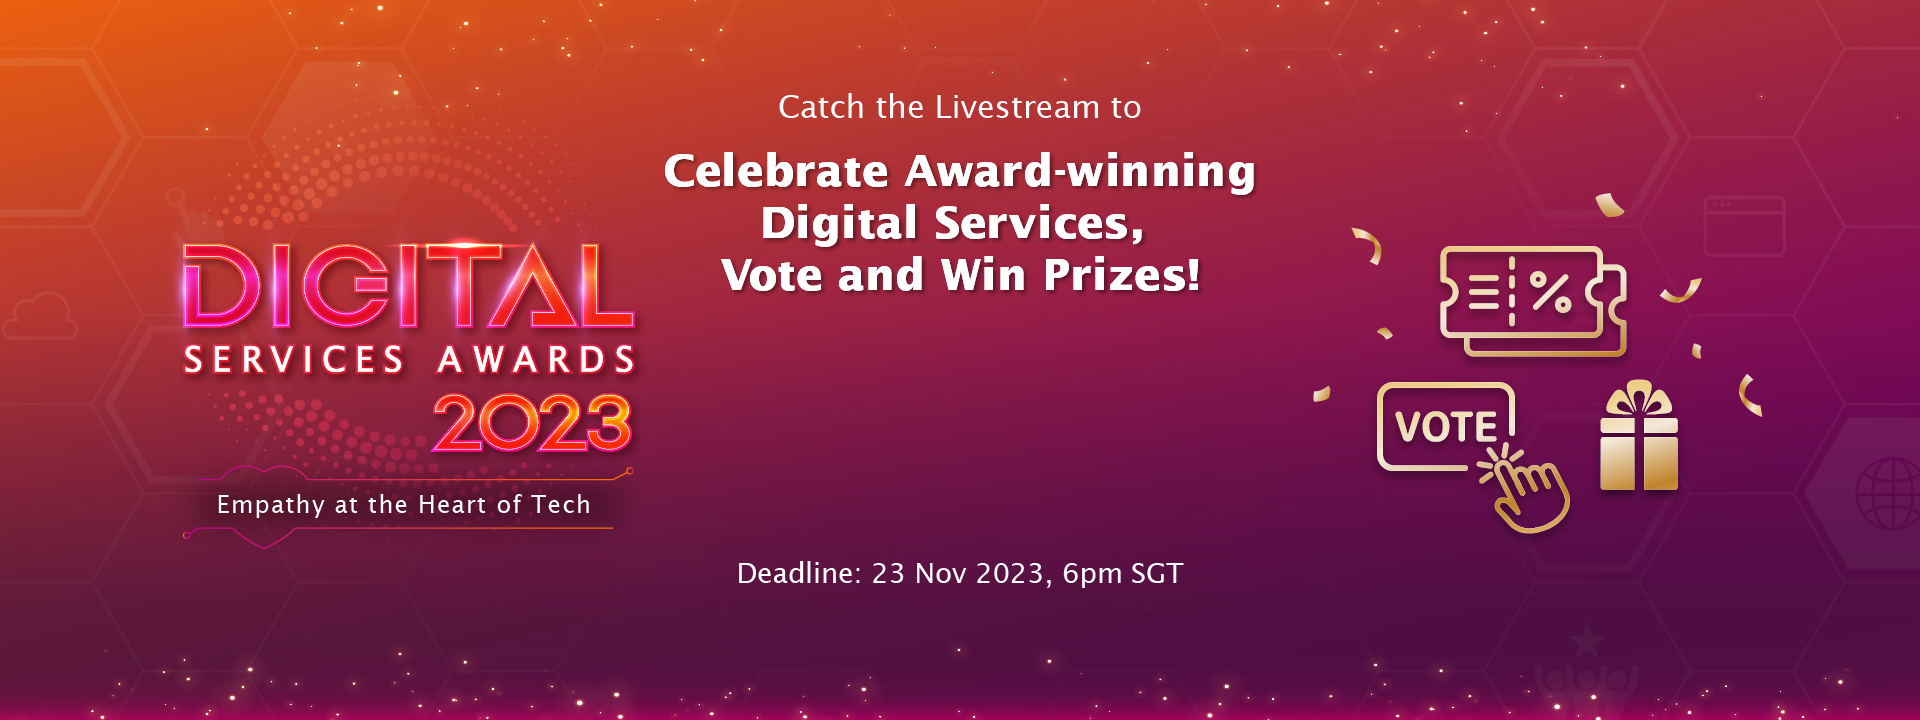 DIGITAL
SERVICES AWARDS
2023
Empathy at the Heart of Tech
Catch the Livestream to
Celebrate Award-winning
Digital Services,
Vote and Win Prizes!
Deadline: 23 Nov 2023, 6pm SGT
%
VOTE